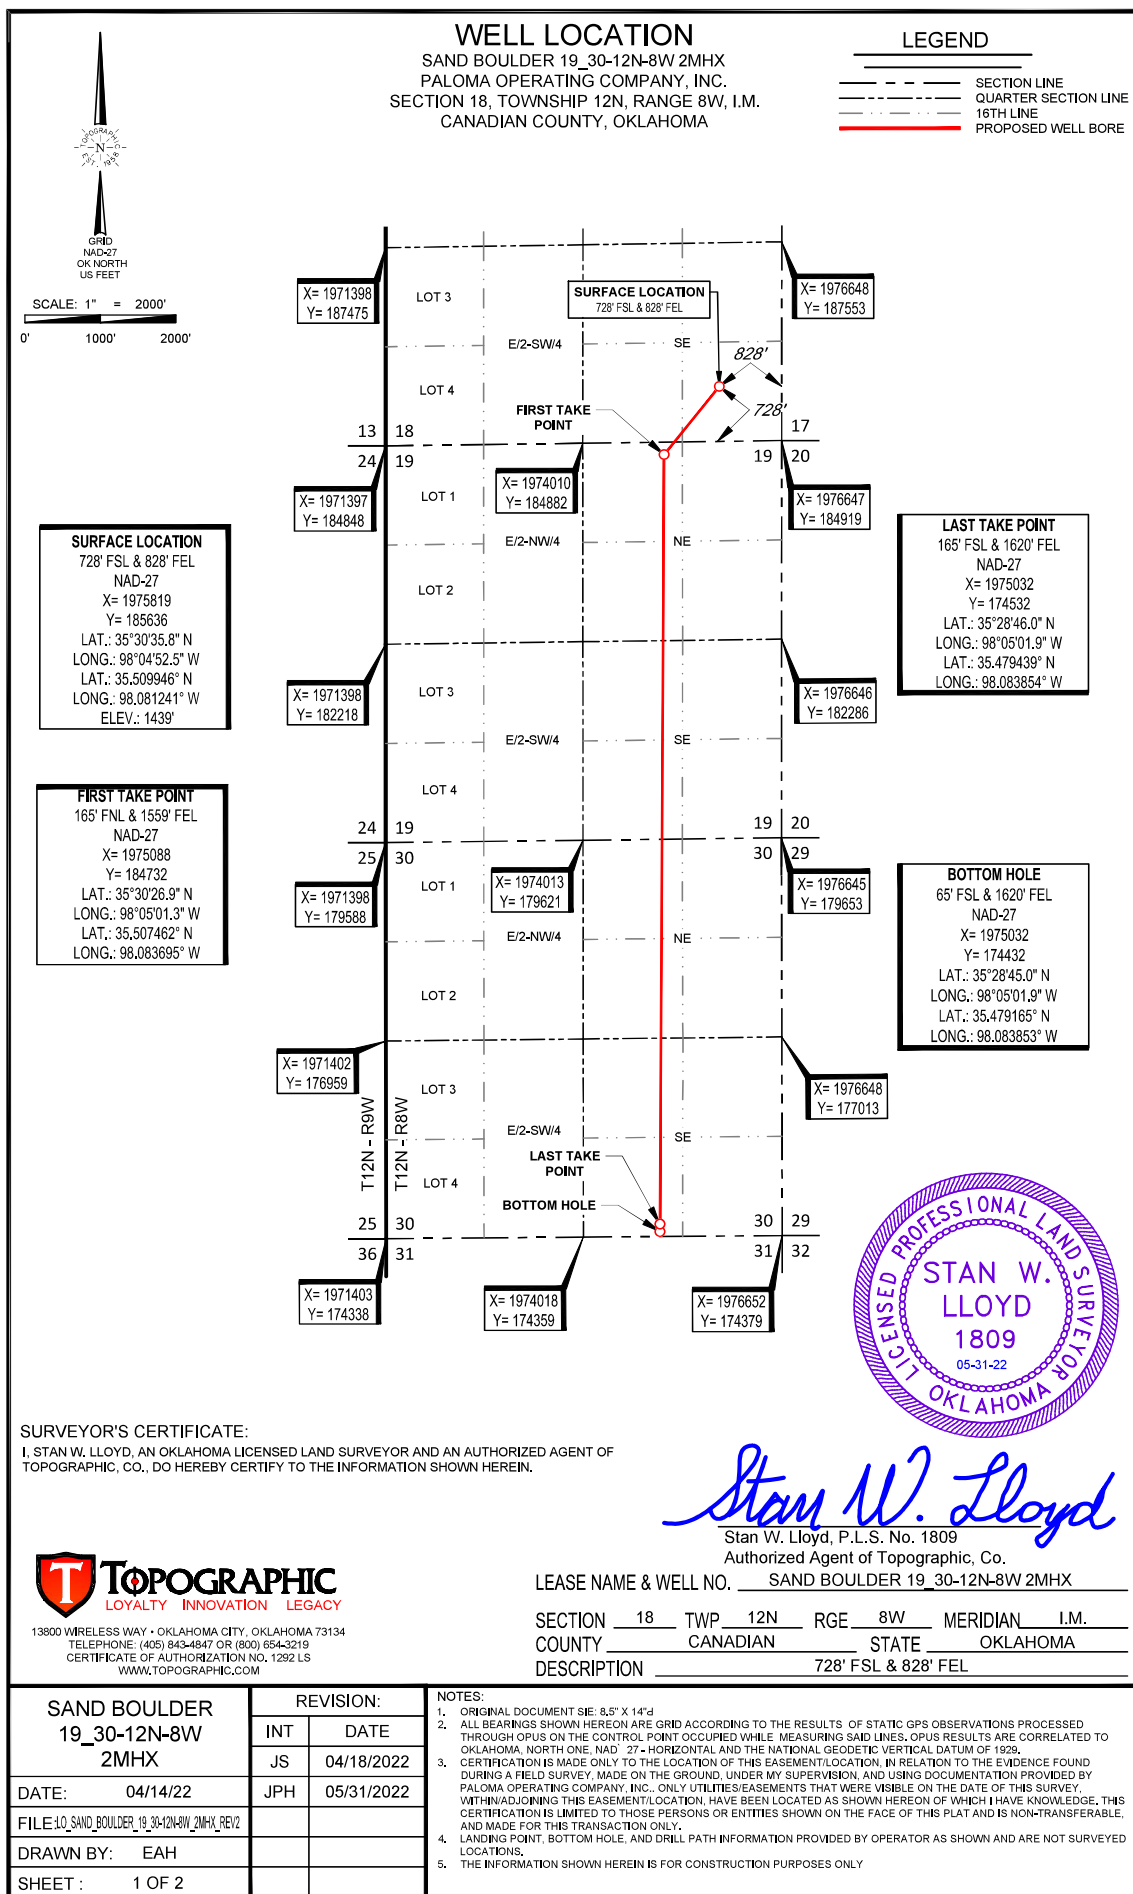 WELL LOCATION
SAND BOULDER 19_30-12N-8W 2MHX
PALOMA OPERATING COMPANY, INC.
SECTION 18, TOWNSHIP 12N, RANGE 8W, I.M.
CANADIAN COUNTY, OKLAHOMA
LEGEND
SECTION LINE
QUARTER SECTION LINE
16TH LINE
PROPOSED WELL BORE
TOPOGRAPHIC
N
EST. 1958
GRID
NAD-27
OK NORTH
US FEET
SCALE: 1" = 2000'
0' 1000' 2000'
X= 1971398
Y= 187475
LOT 3
SURFACE LOCATION
728' FSL & 828' FEL
X= 1976648
Y= 187553
E/2-SW/4
SE
828'
LOT 4
FIRST TAKE
POINT
728'
13 18
17
24 19
19 20
X= 1971397
Y= 184848
LOT 1
X= 1974010
Y= 184882
X= 1976647
Y= 184919
E/2-NW/4
NE
LOT 2
SURFACE LOCATION
728' FSL & 828' FEL
NAD-27
X= 1975819
Y= 185636
LAT.: 35°30'35.8" N
LONG.: 98°04'52.5" W
LAT.: 35.509946° N
LONG.: 98.081241° W
ELEV.: 1439'
LAST TAKE POINT
165' FSL & 1620' FEL
NAD-27
X= 1975032
Y= 174532
LAT.: 35°28'46.0" N
LONG.: 98°05'01.9" W
LAT.: 35.479439° N
LONG.: 98.083854° W
X= 1971398
Y= 182218
LOT 3
X= 1976646
Y= 182286
E/2-SW/4
SE
LOT 4
FIRST TAKE POINT
165' FNL & 1559' FEL
NAD-27
X= 1975088
Y= 184732
LAT.: 35°30'26.9" N
LONG.: 98°05'01.3" W
LAT.: 35.507462° N
LONG.: 98.083695° W
24 19
19 20
25 30
30 29
X= 1971398
Y= 179588
LOT 1
X= 1974013
Y= 179621
X= 1976645
Y= 179653
E/2-NW/4
NE
LOT 2
BOTTOM HOLE
65' FSL & 1620' FEL
NAD-27
X= 1975032
Y= 174432
LAT.: 35°28'45.0" N
LONG.: 98°05'01.9" W
LAT.: 35.479165° N
LONG.: 98.083853° W
X= 1971402
Y= 176959
LOT 3
X= 1976648
Y= 177013
T12N - R9W
T12N - R8W
E/2-SW/4
SE
LAST TAKE
POINT
LOT 4
BOTTOM HOLE
25 30
30 29
36 31
31 32
X= 1971403
Y= 174338
X= 1974018
Y= 174359
X= 1976652
Y= 174379
LICENSED PROFESSIONAL LAND SURVEYOR
STAN W.
LLOYD
1809
05-31-22
OKLAHOMA
SURVEYOR'S CERTIFICATE:
I, STAN W. LLOYD, AN OKLAHOMA LICENSED LAND SURVEYOR AND AN AUTHORIZED AGENT OF
TOPOGRAPHIC, CO., DO HEREBY CERTIFY TO THE INFORMATION SHOWN HEREIN.
Stan W. Lloyd
Stan W. Lloyd, P.L.S. No. 1809
Authorized Agent of Topographic, Co.
T TOPOGRAPHIC
LOYALTY INNOVATION LEGACY
13800 WIRELESS WAY • OKLAHOMA CITY, OKLAHOMA 73134
TELEPHONE: (405) 843-4847 OR (800) 654-3219
CERTIFICATE OF AUTHORIZATION NO. 1292 LS
WWW.TOPOGRAPHIC.COM
LEASE NAME & WELL NO. SAND BOULDER 19_30-12N-8W 2MHX
SECTION 18 TWP 12N RGE 8W MERIDIAN I.M.
COUNTY CANADIAN STATE OKLAHOMA
DESCRIPTION 728' FSL & 828' FEL
SAND BOULDER
19_30-12N-8W
2MHX
DATE: 04/14/22
FILE:LO_SAND_BOULDER_19_30-12N-8W_2MHX_REV2
DRAWN BY: EAH
SHEET : 1 OF 2
REVISION:
INT DATE
JS 04/18/2022
JPH 05/31/2022
NOTES:
1. ORIGINAL DOCUMENT SIE: 8.5" X 14"d
2. ALL BEARINGS SHOWN HEREON ARE GRID ACCORDING TO THE RESULTS OF STATIC GPS OBSERVATIONS PROCESSED
THROUGH OPUS ON THE CONTROL POINT OCCUPIED WHILE MEASURING SAID LINES. OPUS RESULTS ARE CORRELATED TO
OKLAHOMA, NORTH ONE, NAD' 27 - HORIZONTAL AND THE NATIONAL GEODETIC VERTICAL DATUM OF 1929.
3. CERTIFICATION IS MADE ONLY TO THE LOCATION OF THIS EASEMENT/LOCATION, IN RELATION TO THE EVIDENCE FOUND
DURING A FIELD SURVEY, MADE ON THE GROUND, UNDER MY SUPERVISION, AND USING DOCUMENTATION PROVIDED BY
PALOMA OPERATING COMPANY, INC.. ONLY UTILITIES/EASEMENTS THAT WERE VISIBLE ON THE DATE OF THIS SURVEY,
WITHIN/ADJOINING THIS EASEMENT/LOCATION, HAVE BEEN LOCATED AS SHOWN HEREON OF WHICH I HAVE KNOWLEDGE. THIS
CERTIFICATION IS LIMITED TO THOSE PERSONS OR ENTITIES SHOWN ON THE FACE OF THIS PLAT AND IS NON-TRANSFERABLE,
AND MADE FOR THIS TRANSACTION ONLY.
4. LANDING POINT, BOTTOM HOLE, AND DRILL PATH INFORMATION PROVIDED BY OPERATOR AS SHOWN AND ARE NOT SURVEYED
LOCATIONS.
5. THE INFORMATION SHOWN HEREIN IS FOR CONSTRUCTION PURPOSES ONLY